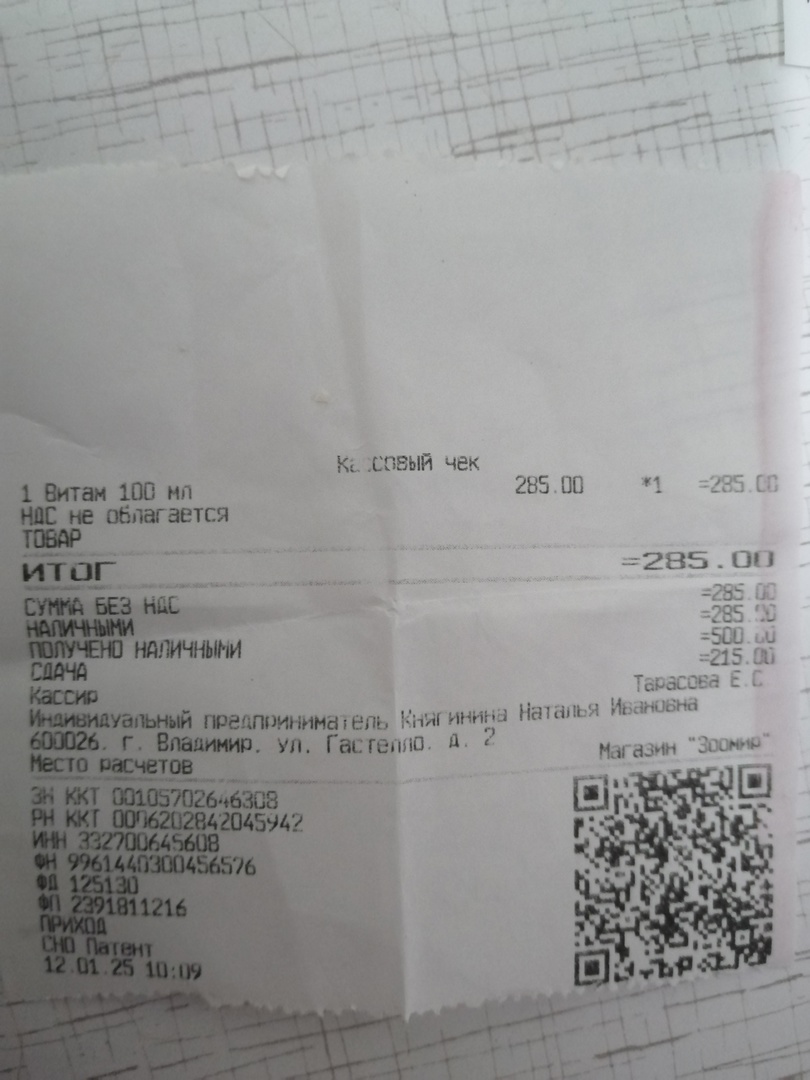 Кассовый чек
1 Витам 100 мл 285.00 *1 =285.00
НДС не облагается
ТОВАР
ИТОГ =285.00
СУММА БЕЗ НДС =285.00
НАЛИЧНЫМИ =285.00
ПОЛУЧЕНО НАЛИЧНЫМИ =500.00
СДАЧА =215.00
Кассир Тарасова Е.С
Индивидуальный предприниматель Княгинина Наталья Ивановна
600026. г. Владимир. ул. Гастелло. д. 2
Место расчетов Магазин "Зоомир"
ЗН ККТ 00105702646308
РН ККТ 0006202842045942
ИНН 332700645608
ФН 9961440300456576
ФД 125130
ФП 2391811216
ПРИХОД
СНО Патент
12.01.25 10:09